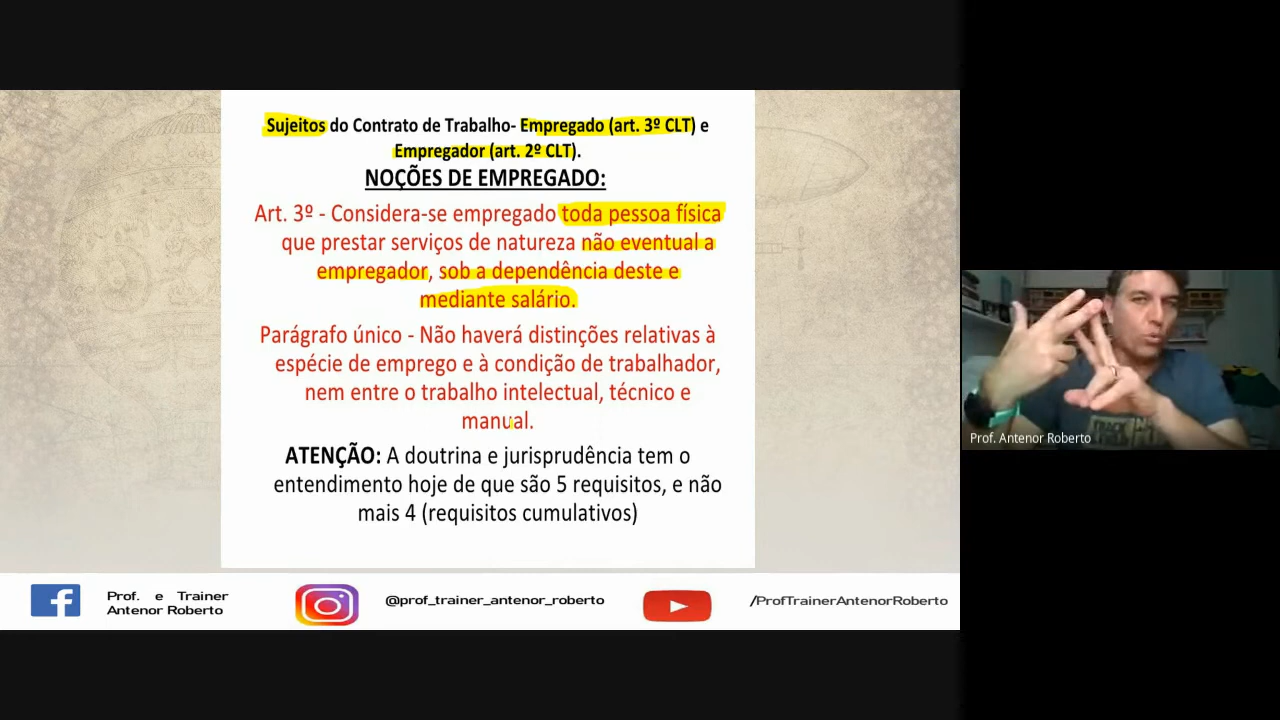 Sujeitos do Contrato de Trabalho- Empregado (art. 3º CLT) e
Empregador (art. 2º CLT).
NOÇÕES DE EMPREGADO:
Art. 3º - Considera-se empregado toda pessoa física
que prestar serviços de natureza não eventual a
empregador, sob a dependência deste e
mediante salário.
Parágrafo único - Não haverá distinções relativas à
espécie de emprego e à condição de trabalhador,
nem entre o trabalho intelectual, técnico e
manual.
ATENÇÃO: A doutrina e jurisprudência tem o
entendimento hoje de que são 5 requisitos, e não
mais 4 (requisitos cumulativos)
Prof. e Trainer
Antenor Roberto
@prof_trainer_antenor_roberto
/ProfTrainerAntenorRoberto
Prof. Antenor Roberto